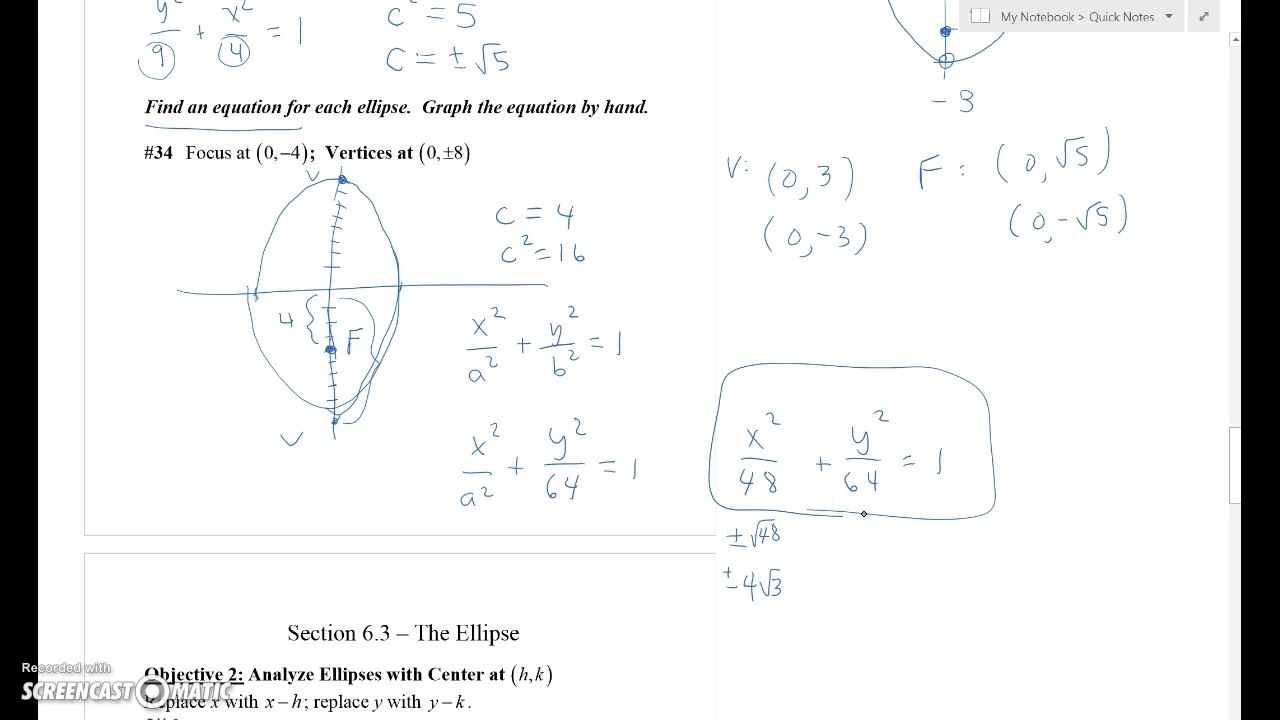 y²/9 + x²/4 = 1
c² = 5
c = ±√5
My Notebook > Quick Notes
-3
Find an equation for each ellipse. Graph the equation by hand.
#34 Focus at (0,−4); Vertices at (0,±8)
V
4
F
V
c = 4
c² = 16
x²/a² + y²/b² = 1
x²/a² + y²/64 = 1
V: (0, 3)
(0, -3)
F: (0, √5)
(0, -√5)
x²/48 + y²/64 = 1
±√48
±4√3
Section 6.3 – The Ellipse
Objective 2: Analyze Ellipses with Center at (h,k)
Replace x with x − h; replace y with y − k.
Recorded with
SCREENCAST-O-MATIC